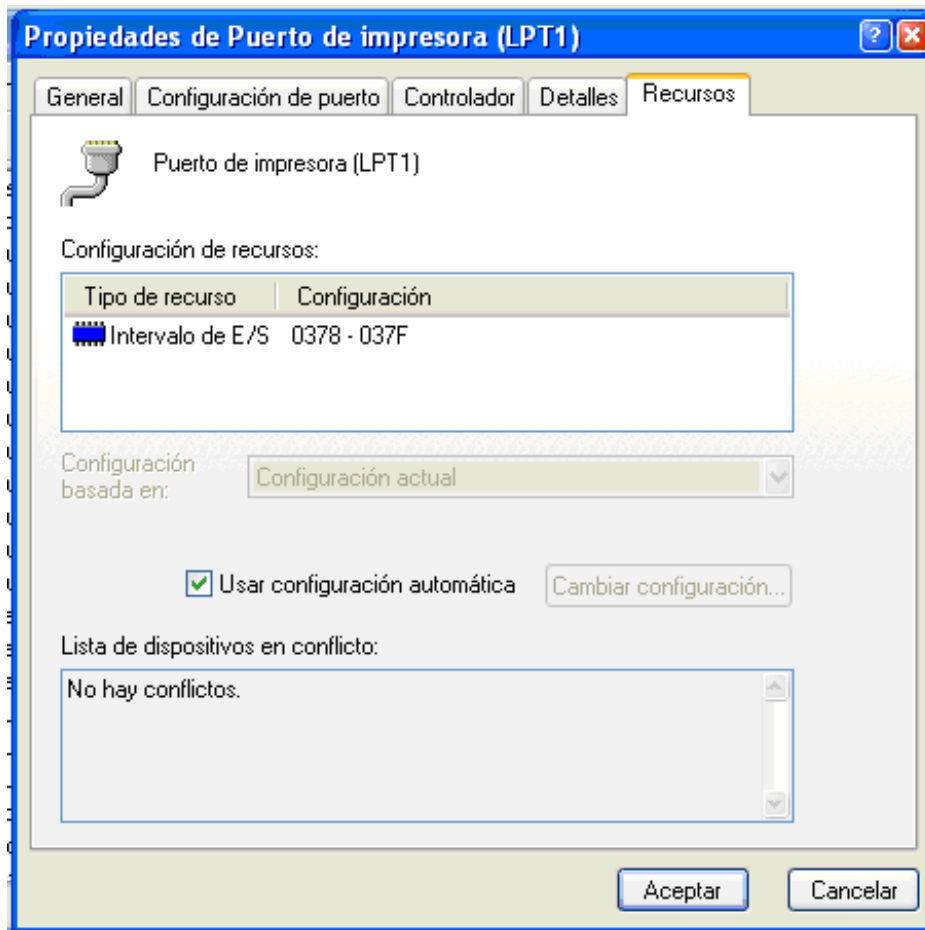 Propiedades de Puerto de impresora (LPT1)
General Configuración de puerto Controlador Detalles Recursos
Puerto de impresora (LPT1)
Configuración de recursos:
Tipo de recurso Configuración
Intervalo de E/S 0378 - 037F
Configuración
basada en:
Configuración actual
Usar configuración automática Cambiar configuración...
Lista de dispositivos en conflicto:
No hay conflictos.
Aceptar Cancelar